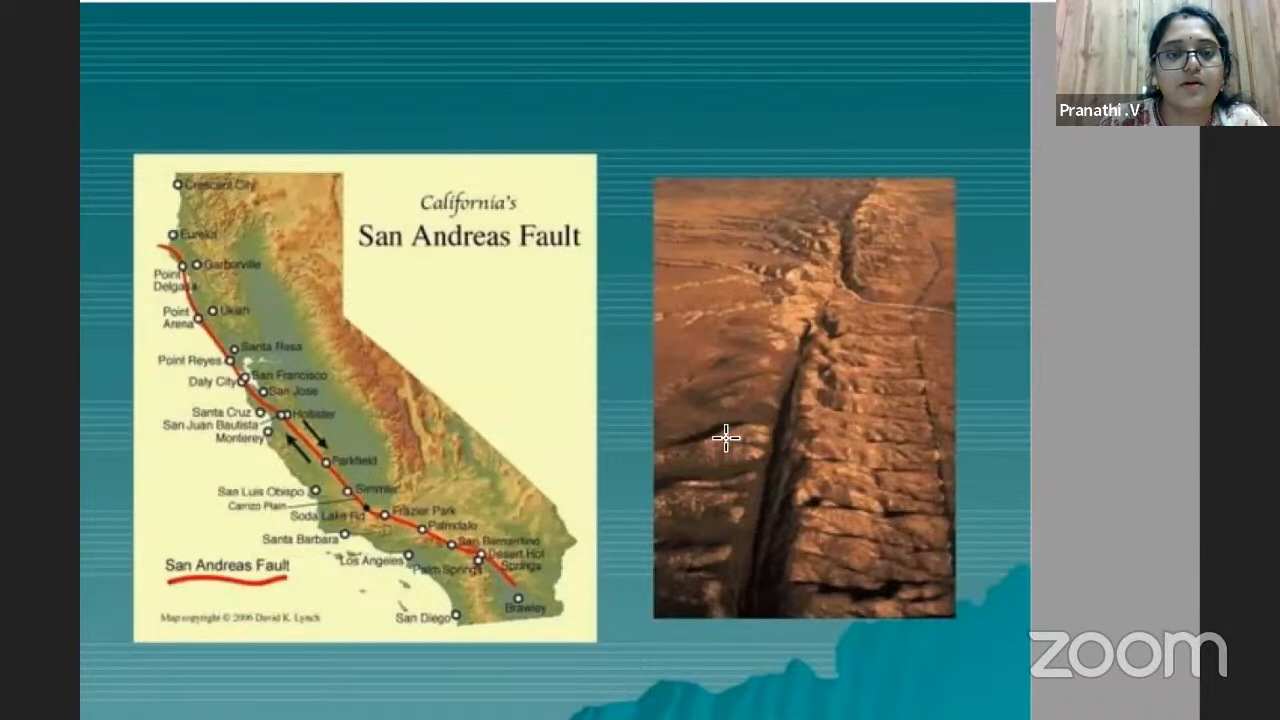 Pranathi .V
California's
San Andreas Fault
Crescent City
Eureka
Garberville
Point
Delgada
Ukiah
Point
Arena
Santa Rosa
Point Reyes
San Francisco
Daly City
San Jose
Santa Cruz
Hollister
San Juan Bautista
Monterey
Parkfield
San Luis Obispo
Simmler
Carrizo Plain
Soda Lake Rd
Frazier Park
Palmdale
Santa Barbara
San Bernardino
Los Angeles
Desert Hot
Springs
Palm Springs
San Andreas Fault
Brawley
San Diego
Map copyright © 2006 David K. Lynch
zoom